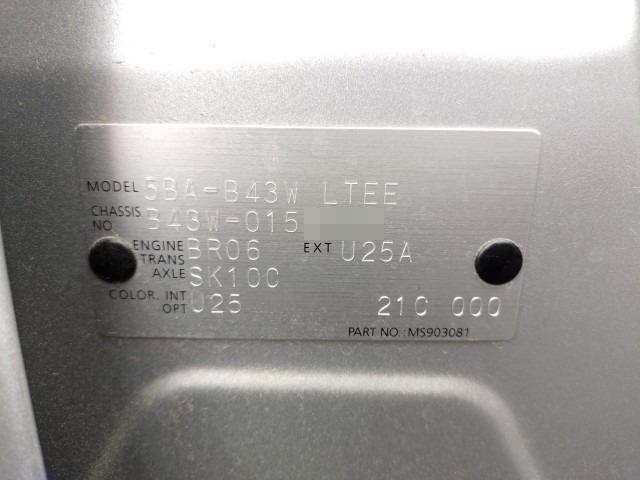 MODEL 5BA-B43W LTEE
CHASSIS NO B43W-015
ENGINE BR06 EXT U25A
TRANS AXLE SK10C
COLOR. INT U25 21C 000
OPT
PART NO.:MS903081